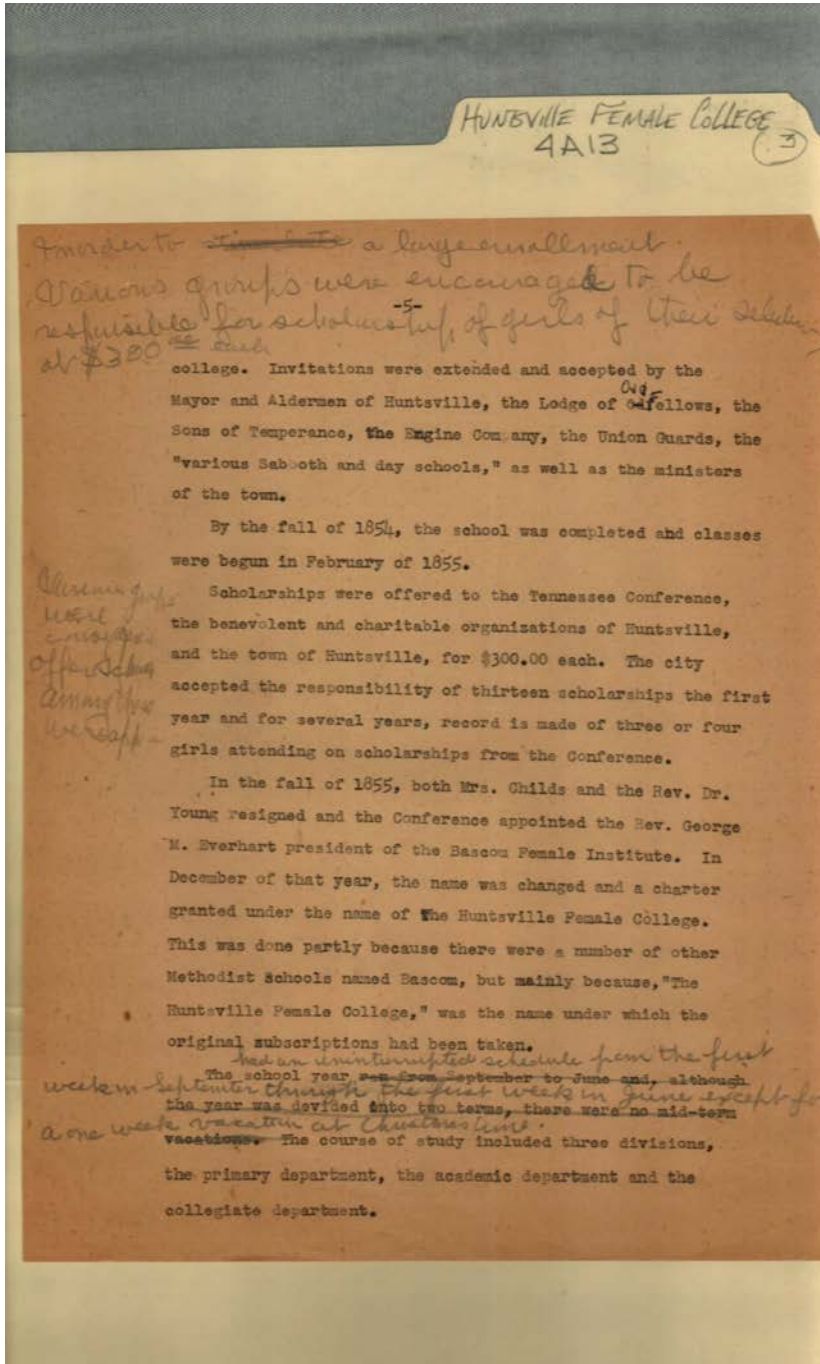 HUNSVILLE FEMALE COLLEGE
4A13
3
In order to a large enrollment.
Various groups were encouraged to be
-5-
responsible for scholarship of girls of their
at $300.00 each
college. Invitations were extended and accepted by the
Odd
Mayor and Aldermen of Huntsville, the Lodge of Odfellows, the
Sons of Temperance, the Engine Company, the Union Guards, the
"various Sabboth and day schools," as well as the ministers
of the town.
By the fall of 1854, the school was completed and classes
were begun in February of 1855.
Scholarships were offered to the Tennessee Conference,
the benevolent and charitable organizations of Huntsville,
and the town of Huntsville, for $300.00 each. The city
accepted the responsibility of thirteen scholarships the first
year and for several years, record is made of three or four
girls attending on scholarships from the Conference.
were
offer
among
were
In the fall of 1855, both Mrs. Childs and the Rev. Dr.
Young resigned and the Conference appointed the Rev. George
M. Everhart president of the Bascom Female Institute. In
December of that year, the name was changed and a charter
granted under the name of the Huntsville Female College.
This was done partly because there were a number of other
Methodist Schools named Bascom, but mainly because,"The
Huntsville Female College," was the name under which the
original subscriptions had been taken.
had an uninterrupted schedule from the first
The school year ran from September to June and, although
week in September through the first week in June except for
the year was devided into two terms, there were no mid-term
a one week vacation at Christmas time.
vacations. The course of study included three divisions,
the primary department, the academic department and the
collegiate department.